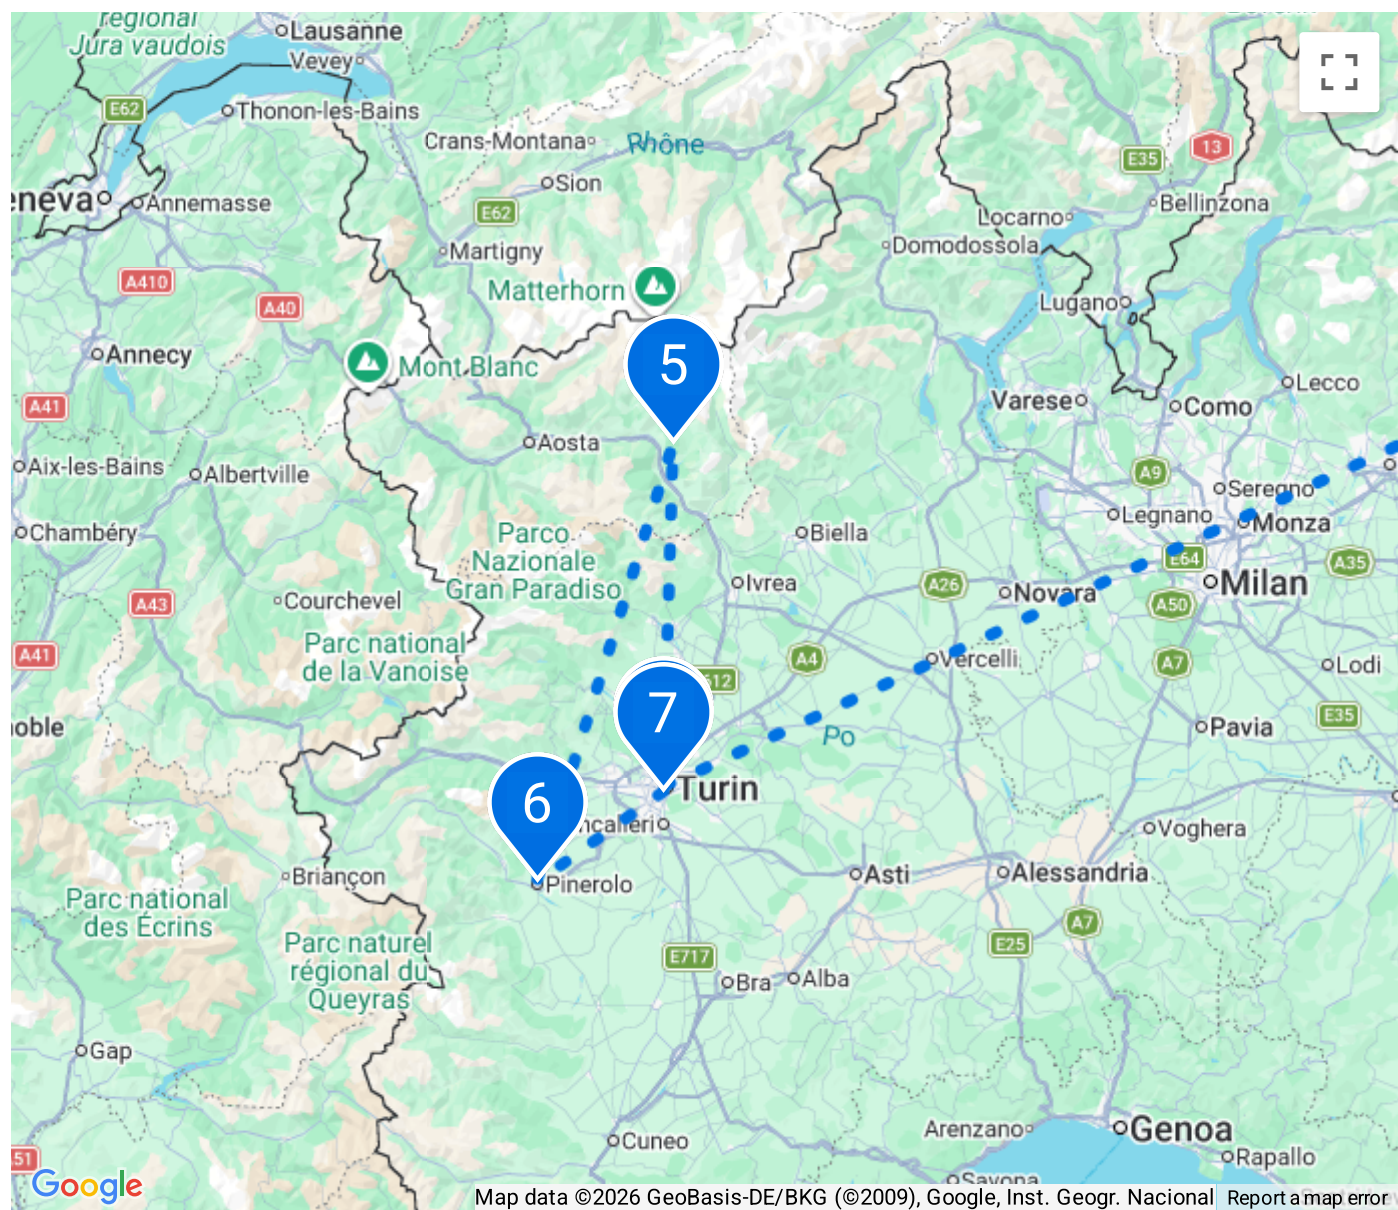 régional
Jura vaudois
Lausanne
Vevey
E62
Thonon-les-Bains
Crans-Montana
Rhône
E35
13
Sion
eneva
Annemasse
E62
Locarno
Bellinzona
Martigny
Domodossola
A410
Matterhorn
A40
Lugano
Annecy
Mont Blanc
5
Lecco
A41
Varese
Como
Aosta
Aix-les-Bains
Albertville
A9
Seregno
Legnano
Monza
Chambéry
Parco
Nazionale
Gran Paradiso
Biella
E64
A35
Ivrea
A26
Novara
Milan
Courchevel
A43
A50
Parc national
de la Vanoise
A41
A4
Vercelli
A7
Lodi
612
7
noble
Po
Pavia
E35
6
Turin
ncalieri
Voghera
Briançon
Pinerolo
Asti
Alessandria
Parc national
des Écrins
A7
Parc naturel
régional du
Queyras
E717
E25
Bra
Alba
Gap
Arenzano
Genoa
Cuneo
Rapallo
51
Savona
Google
Map data ©2026 GeoBasis-DE/BKG (©2009), Google, Inst. Geogr. Nacional
Report a map error